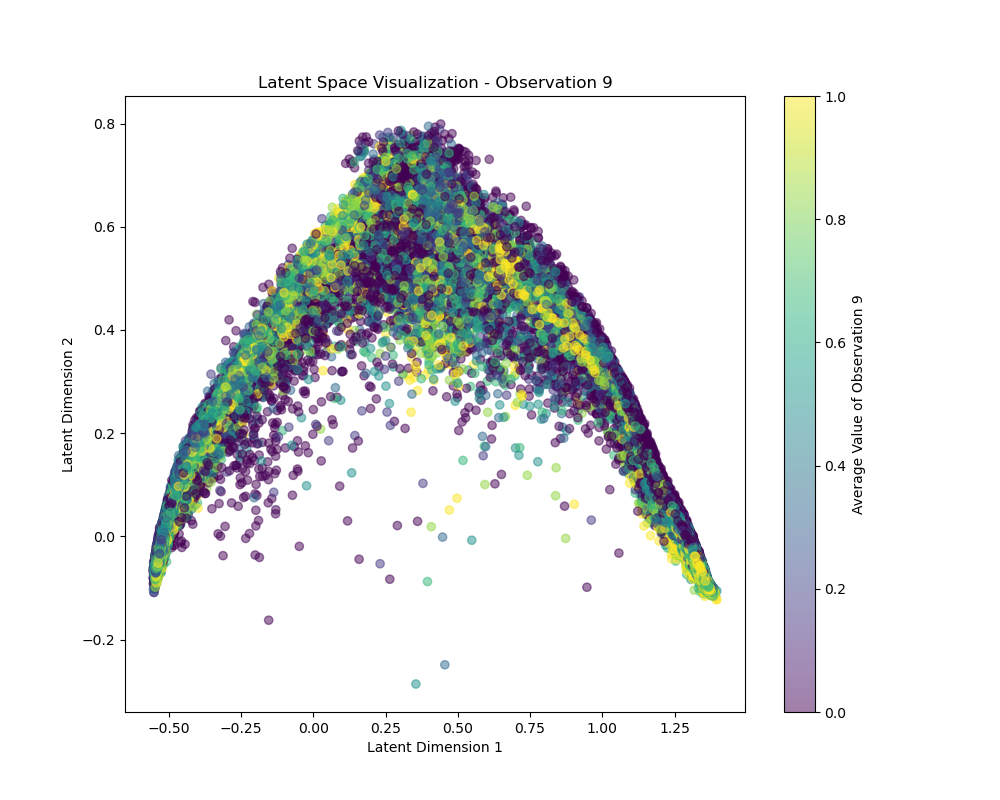 Latent Space Visualization - Observation 9
0.8
0.6
0.4
0.2
0.0
−0.2
Latent Dimension 2
−0.50 −0.25 0.00 0.25 0.50 0.75 1.00 1.25
Latent Dimension 1
1.0
0.8
0.6
0.4
0.2
0.0
Average Value of Observation 9